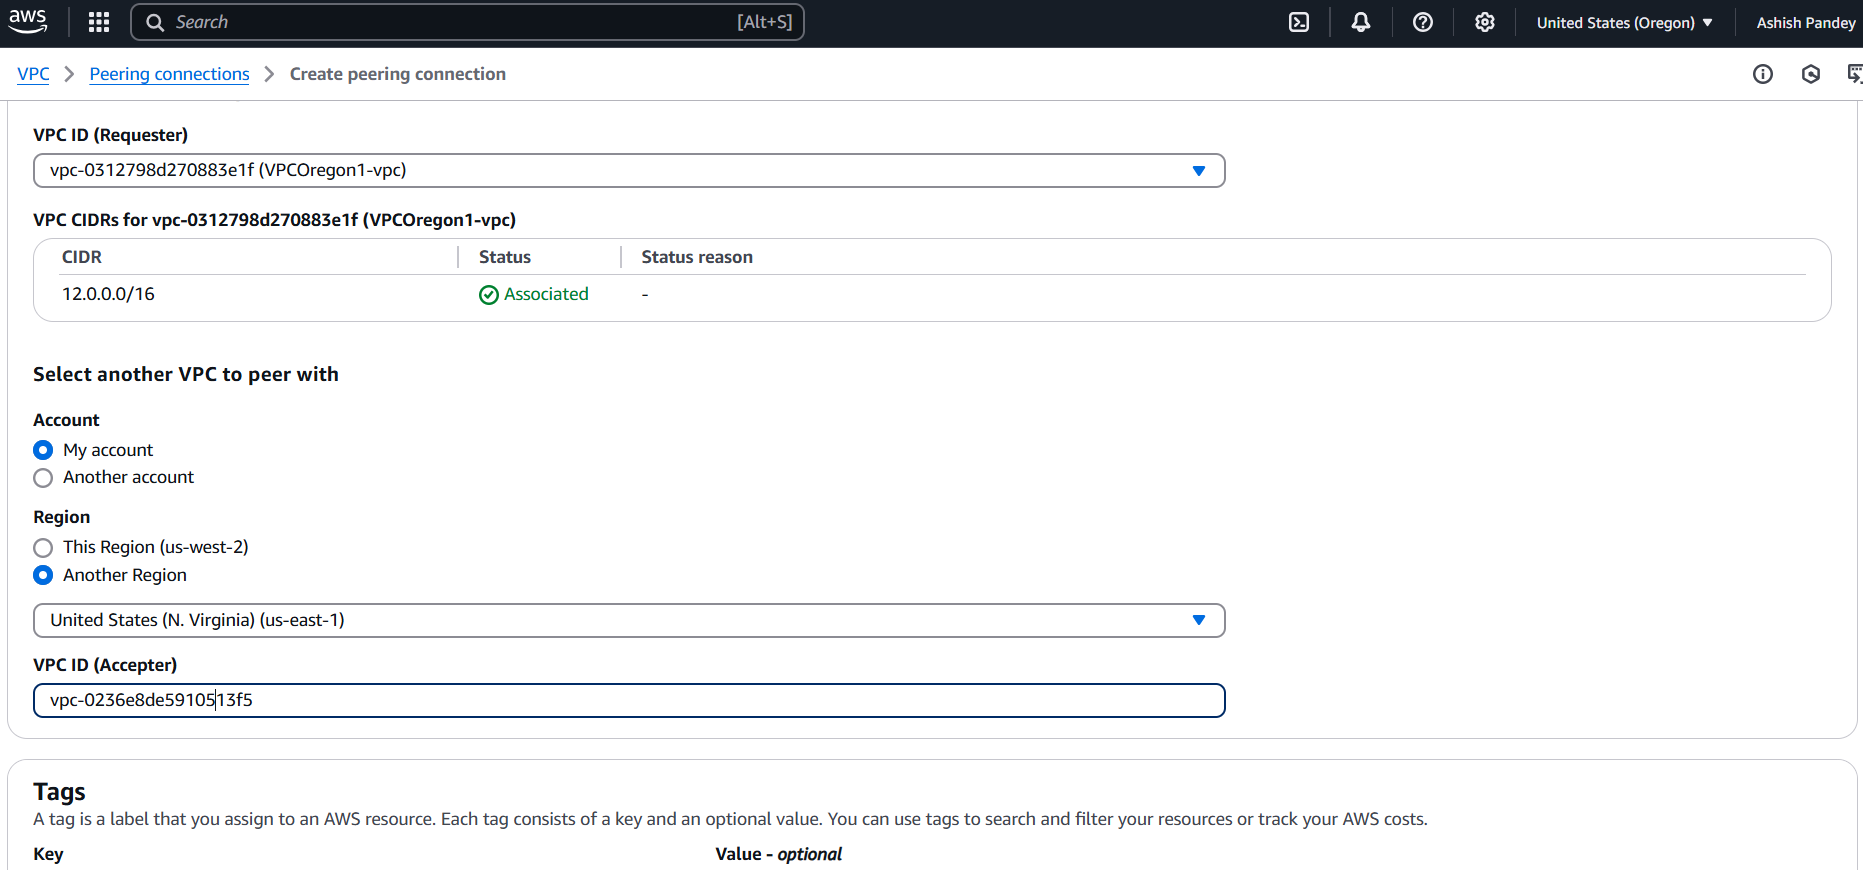 aws Search [Alt+S] United States (Oregon) Ashish Pandey
VPC Peering connections Create peering connection
VPC ID (Requester)
vpc-0312798d270883e1f (VPCOregon1-vpc)
VPC CIDRs for vpc-0312798d270883e1f (VPCOregon1-vpc)
CIDR Status Status reason
12.0.0.0/16 Associated -
Select another VPC to peer with
Account
My account
Another account
Region
This Region (us-west-2)
Another Region
United States (N. Virginia) (us-east-1)
VPC ID (Accepter)
vpc-0236e8de5910513f5
Tags
A tag is a label that you assign to an AWS resource. Each tag consists of a key and an optional value. You can use tags to search and filter your resources or track your AWS costs.
Key Value - optional